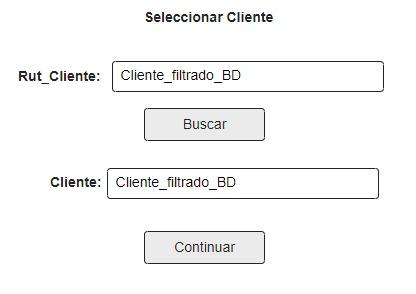 Seleccionar Cliente
Rut_Cliente: Cliente_filtrado_BD
Buscar
Cliente: Cliente_filtrado_BD
Continuar